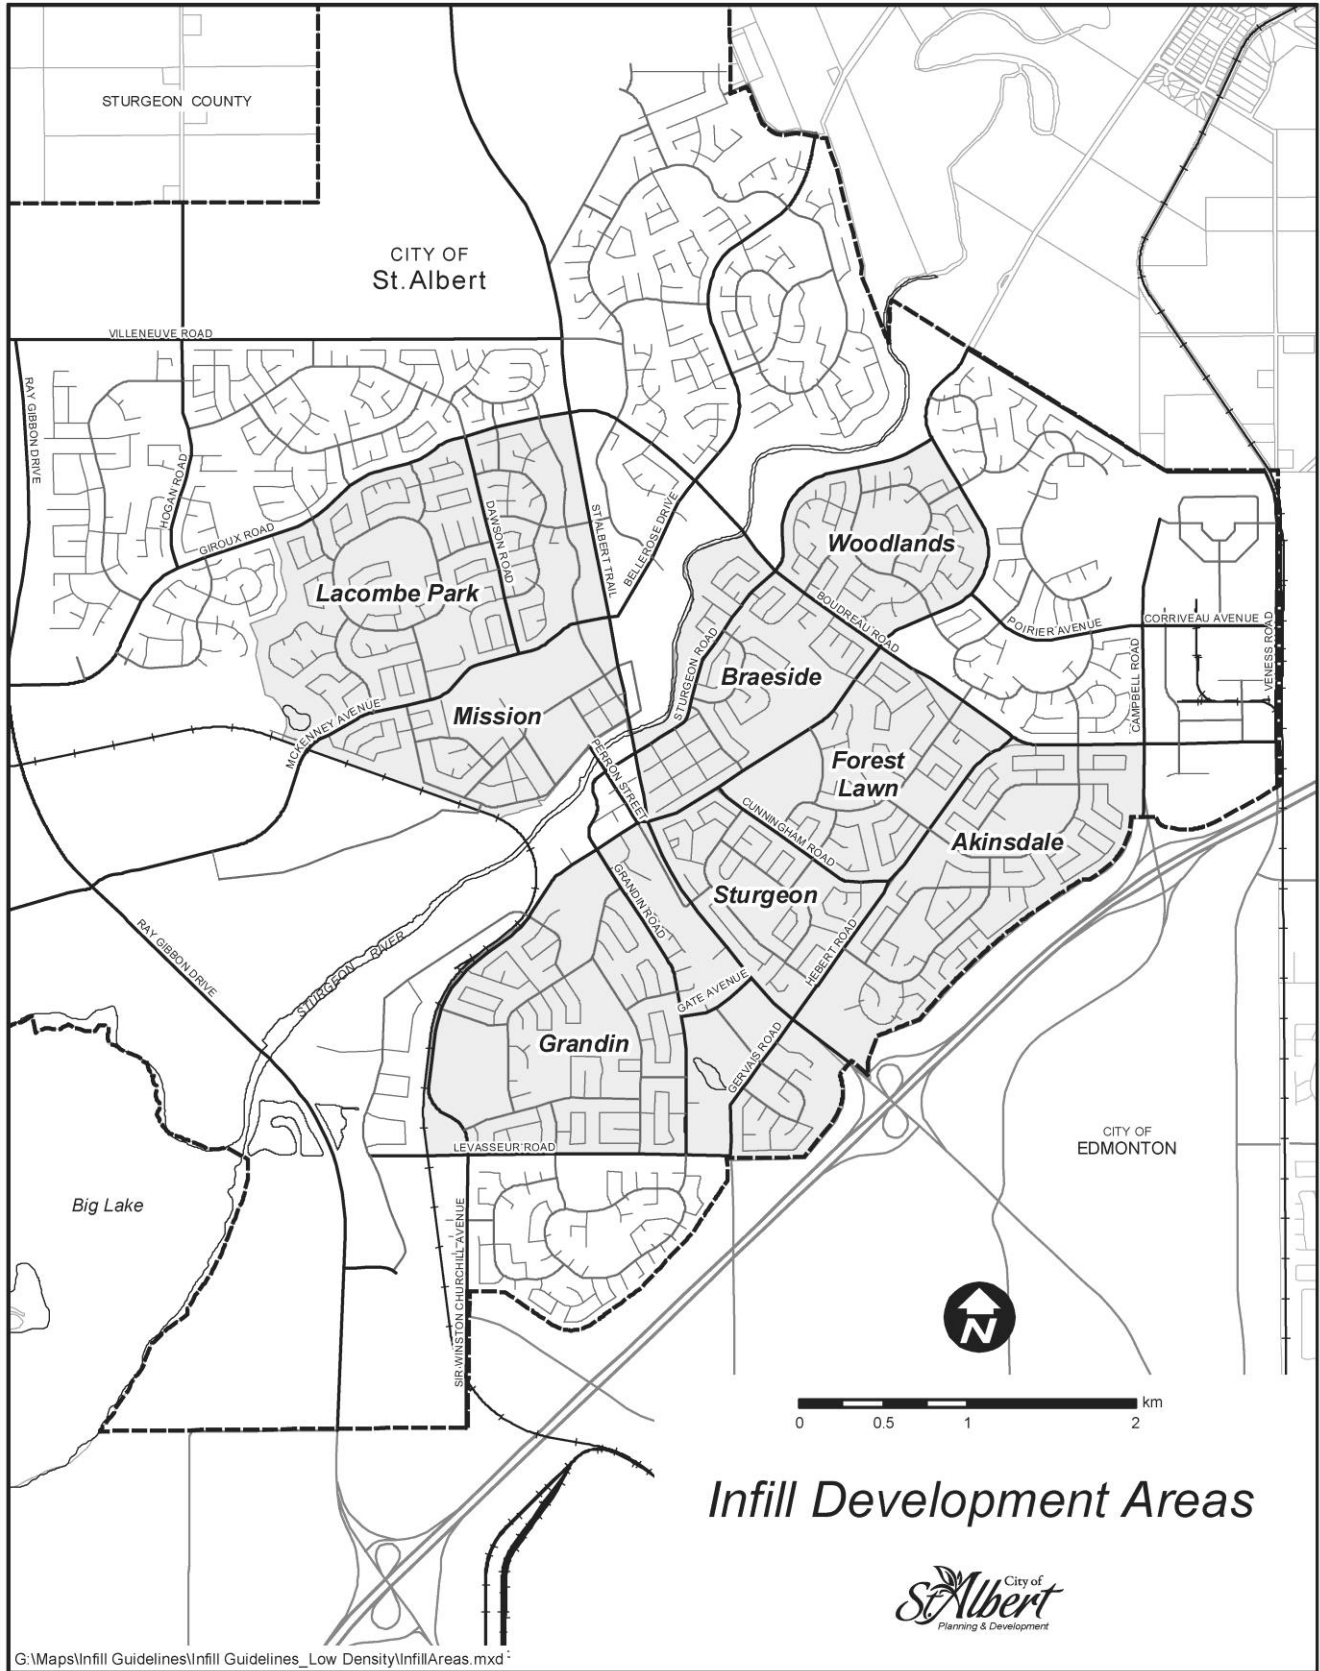 STURGEON COUNTY
CITY OF
St.Albert
VILLENEUVE ROAD
RAY GIBBON DRIVE
HOGAN ROAD
GIROUX ROAD
DAWSON ROAD
ST ALBERT TRAIL
BELLEROSE DRIVE
Lacombe Park
Woodlands
BOUDREAU ROAD
POIRIER AVENUE
CORRIVEAU AVENUE
VENESS ROAD
CAMPBELL ROAD
STURGEON ROAD
Braeside
Mission
MCKENNEY AVENUE
PERRON STREET
Forest
Lawn
CUNNINGHAM ROAD
Akinsdale
Sturgeon
GRANDIN ROAD
HEBERT ROAD
RAY GIBBON DRIVE
STURGEON RIVER
GATE AVENUE
Grandin
GERVAIS ROAD
LEVASSEUR ROAD
CITY OF
EDMONTON
Big Lake
SIR WINSTON CHURCHILL AVENUE
N
km
0 0.5 1 2
Infill Development Areas
City of
St. Albert
Planning & Development
G:\Maps\Infill Guidelines\Infill Guidelines_Low Density\InfillAreas.mxd